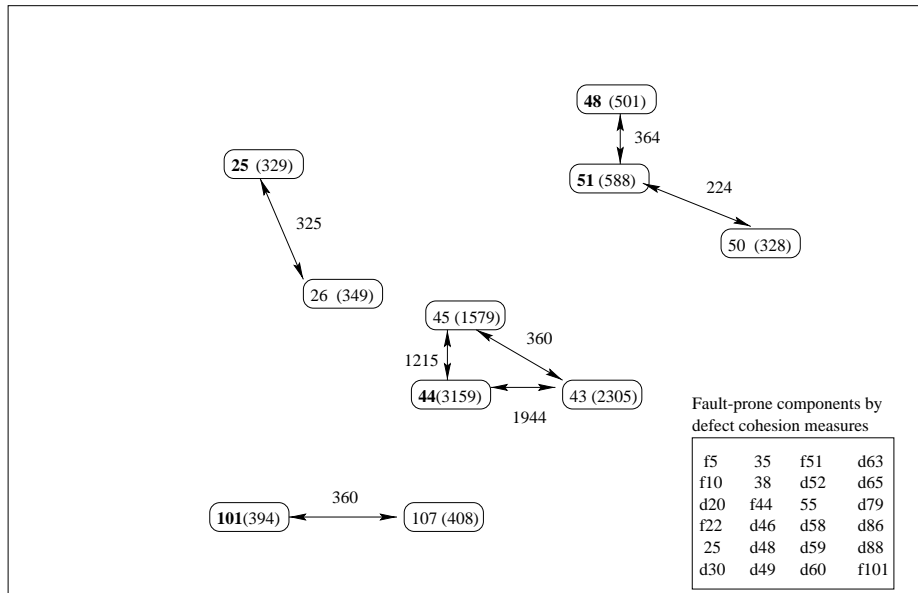 48 (501)
364
25 (329)
51 (588)
224
325
50 (328)
26 (349)
45 (1579)
360
1215
44(3159)
43 (2305)
1944
Fault-prone components by
defect cohesion measures
f5 35 f51 d63
f10 38 d52 d65
d20 f44 55 d79
f22 d46 d58 d86
25 d48 d59 d88
d30 d49 d60 f101
360
101(394)
107 (408)